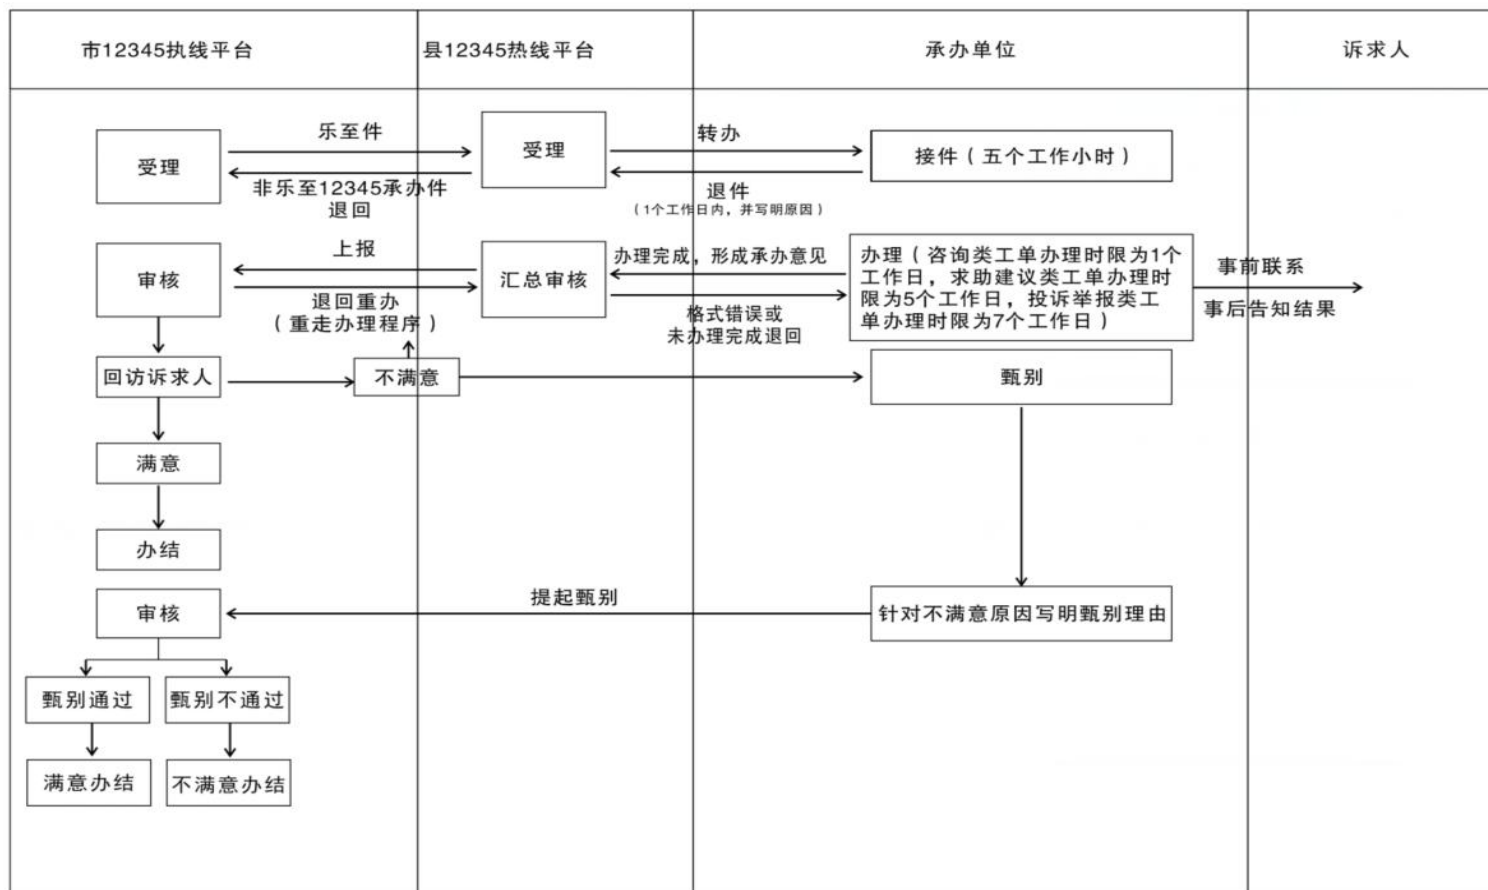 市12345执线平台
县12345热线平台
承办单位
诉求人
受理
乐至件
非乐至12345承办件
退回
受理
转办
退件
（1个工作日内，并写明原因）
接件（五个工作小时）
审核
上报
退回重办
（重走办理程序）
汇总审核
办理完成，形成承办意见
格式错误或
未办理完成退回
办理（咨询类工单办理时限为1个
工作日，求助建议类工单办理时
限为5个工作日，投诉举报类工
单办理时限为7个工作日）
事前联系
事后告知结果
回访诉求人
不满意
甄别
满意
办结
审核
提起甄别
针对不满意原因写明甄别理由
甄别通过
甄别不通过
满意办结
不满意办结